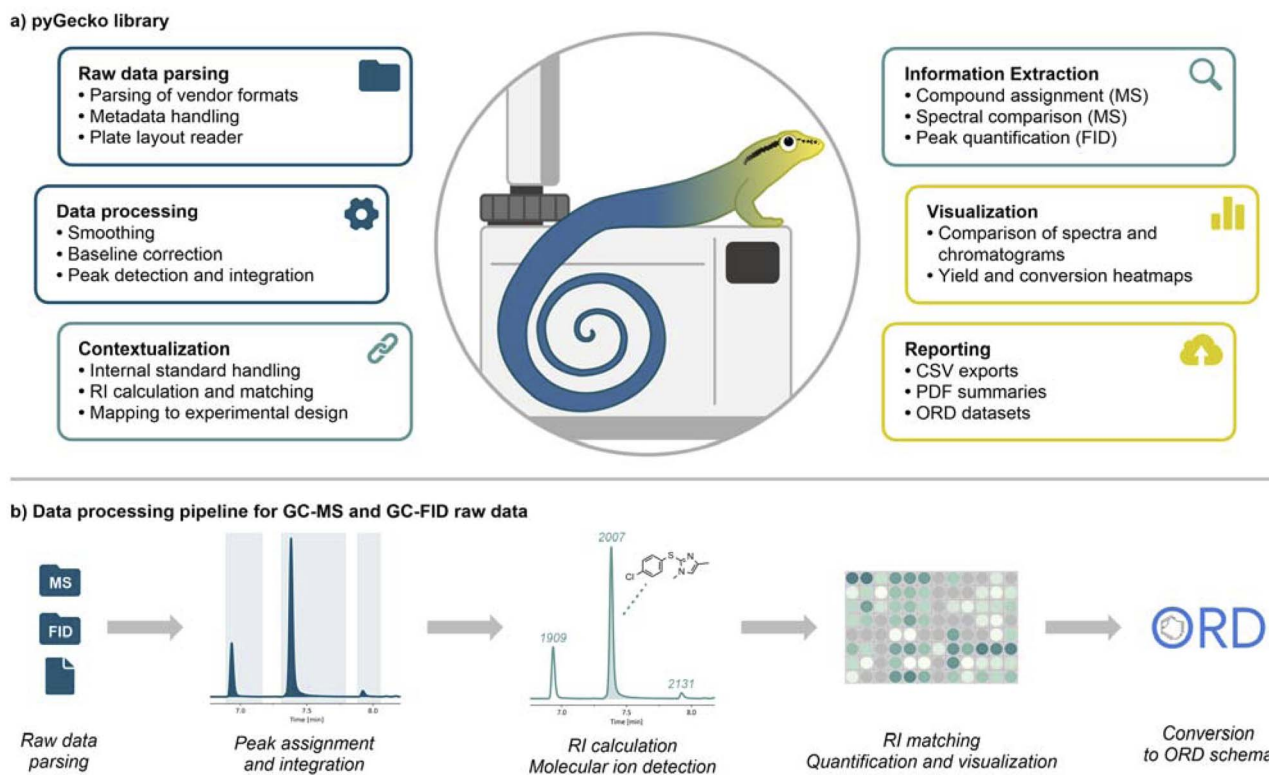 a) pyGecko library
Raw data parsing
• Parsing of vendor formats
• Metadata handling
• Plate layout reader
Data processing
• Smoothing
• Baseline correction
• Peak detection and integration
Contextualization
• Internal standard handling
• RI calculation and matching
• Mapping to experimental design
Information Extraction
• Compound assignment (MS)
• Spectral comparison (MS)
• Peak quantification (FID)
Visualization
• Comparison of spectra and
chromatograms
• Yield and conversion heatmaps
Reporting
• CSV exports
• PDF summaries
• ORD datasets
b) Data processing pipeline for GC-MS and GC-FID raw data
MS
FID
Raw data
parsing
7.0 7.5 8.0
Time [min]
Peak assignment
and integration
2007
1909
2131
Cl S N N
7.0 7.5 8.0
Time [min]
RI calculation
Molecular ion detection
RI matching
Quantification and visualization
ORD
Conversion
to ORD schema